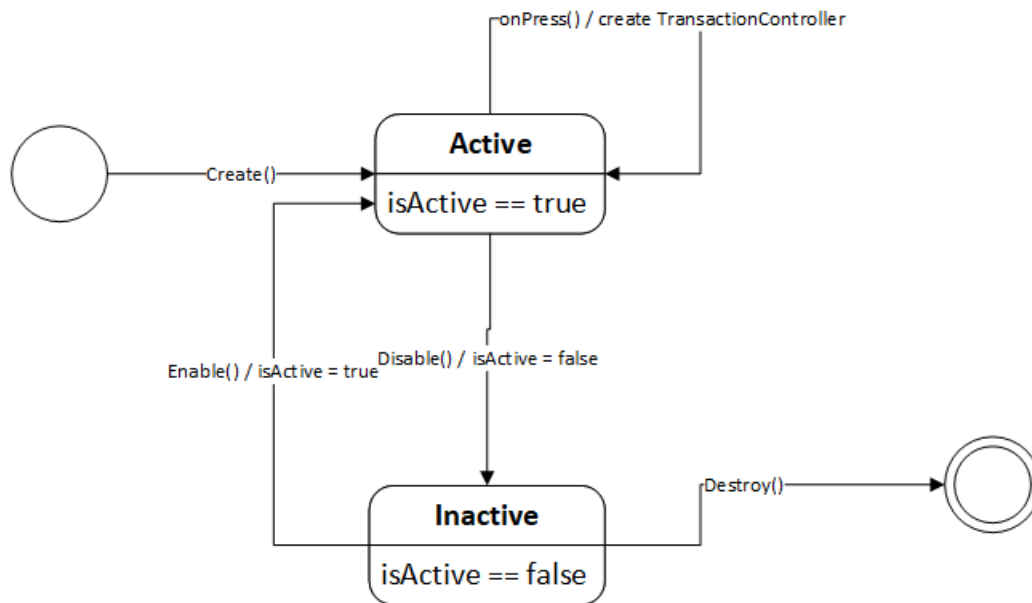 onPress() / create TransactionController
Active
Create()
isActive == true
Disable() / isActive = false
Enable() / isActive = true
Destroy()
Inactive
isActive == false